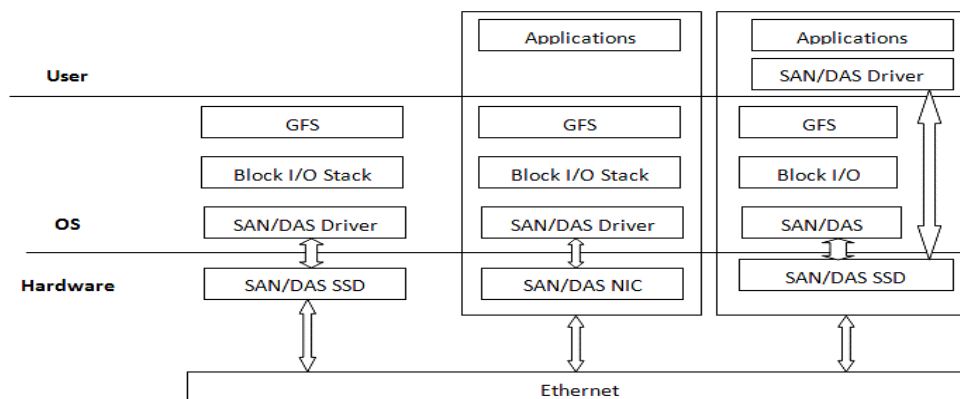 Applications
Applications
User
SAN/DAS Driver
GFS
GFS
GFS
Block I/O Stack
Block I/O Stack
Block I/O
OS
SAN/DAS Driver
SAN/DAS Driver
SAN/DAS
Hardware
SAN/DAS SSD
SAN/DAS NIC
SAN/DAS SSD
Ethernet